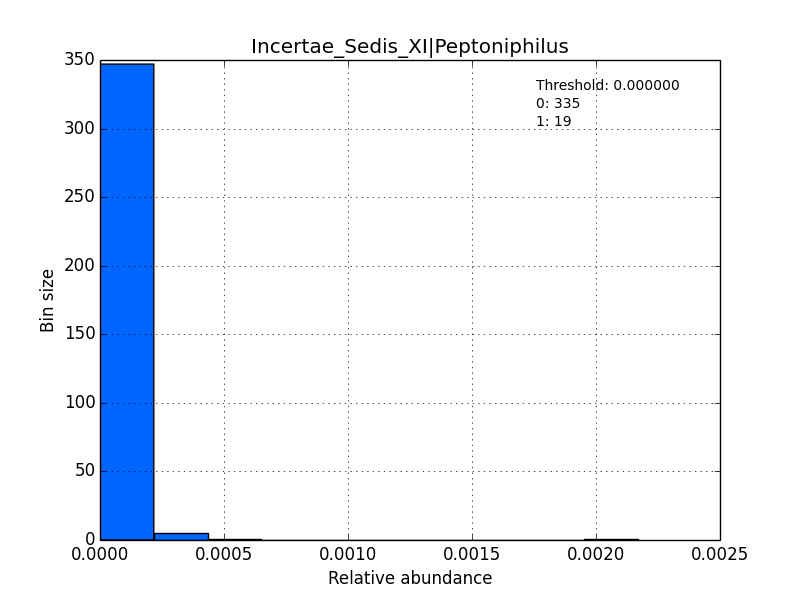 Incertae_Sedis_XI|Peptoniphilus
Threshold: 0.000000
0: 335
1: 19
350
300
250
200
150
100
50
0
Bin size
0.0000 0.0005 0.0010 0.0015 0.0020 0.0025
Relative abundance